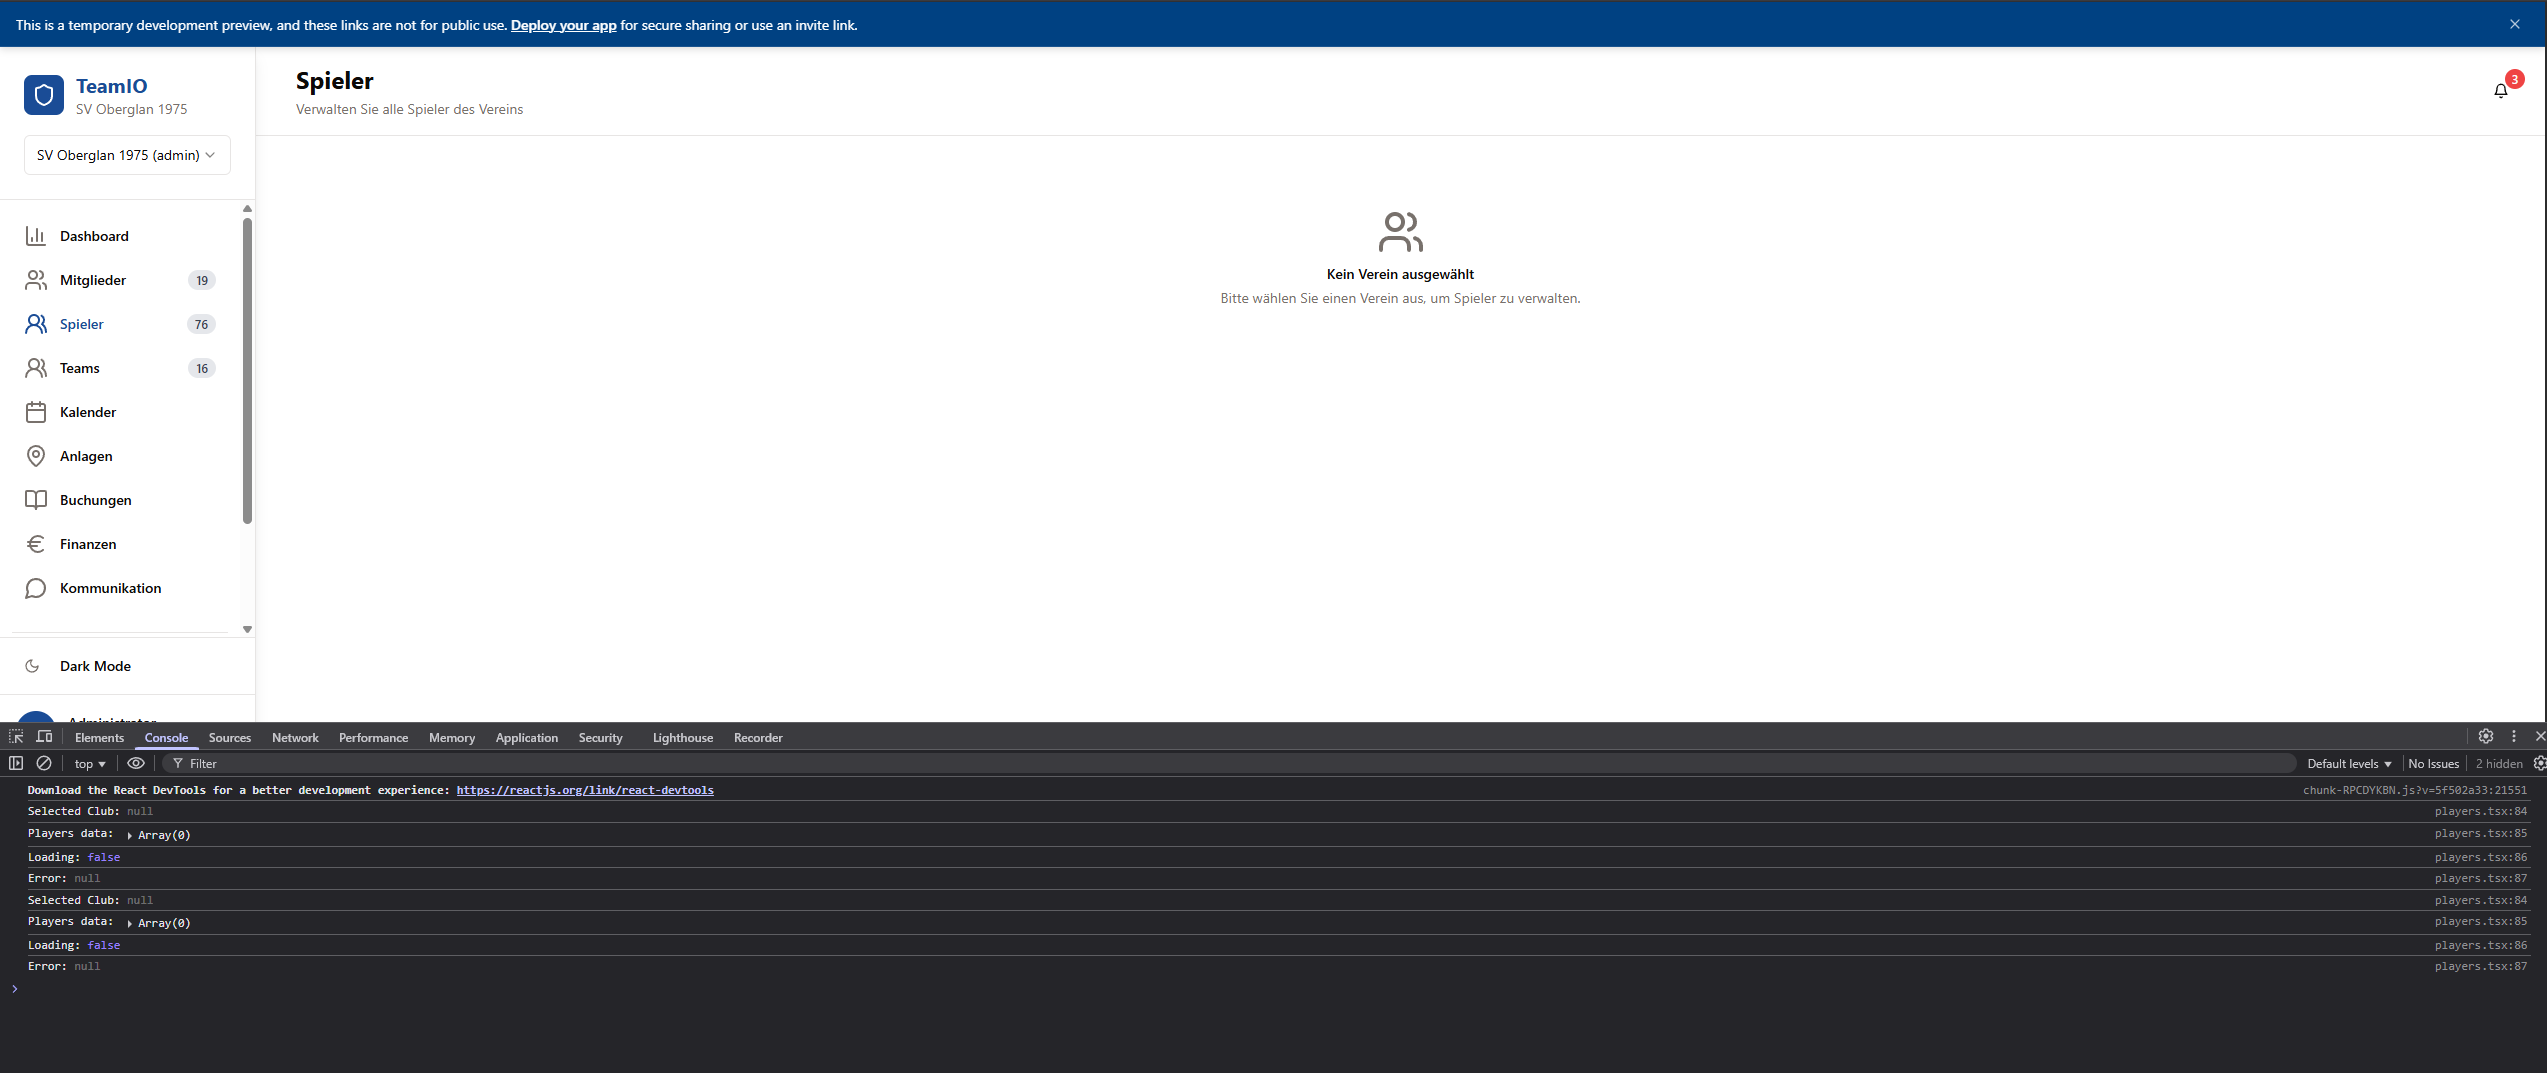 This is a temporary development preview, and these links are not for public use. Deploy your app for secure sharing or use an invite link.
TeamIO
SV Oberglan 1975
SV Oberglan 1975 (admin)
Spieler
Verwalten Sie alle Spieler des Vereins
3
Dashboard
Mitglieder 19
Spieler 76
Teams 16
Kalender
Anlagen
Buchungen
Finanzen
Kommunikation
Dark Mode
Administrator
Kein Verein ausgewählt
Bitte wählen Sie einen Verein aus, um Spieler zu verwalten.
Elements Console Sources Network Performance Memory Application Security Lighthouse Recorder
top Filter Default levels No Issues 2 hidden
Download the React DevTools for a better development experience: https://reactjs.org/link/react-devtools chunk-RPCDYKBN.js?v=5f502a33:21551
Selected Club: null players.tsx:84
Players data: Array(0) players.tsx:85
Loading: false players.tsx:86
Error: null players.tsx:87
Selected Club: null players.tsx:84
Players data: Array(0) players.tsx:85
Loading: false players.tsx:86
Error: null players.tsx:87